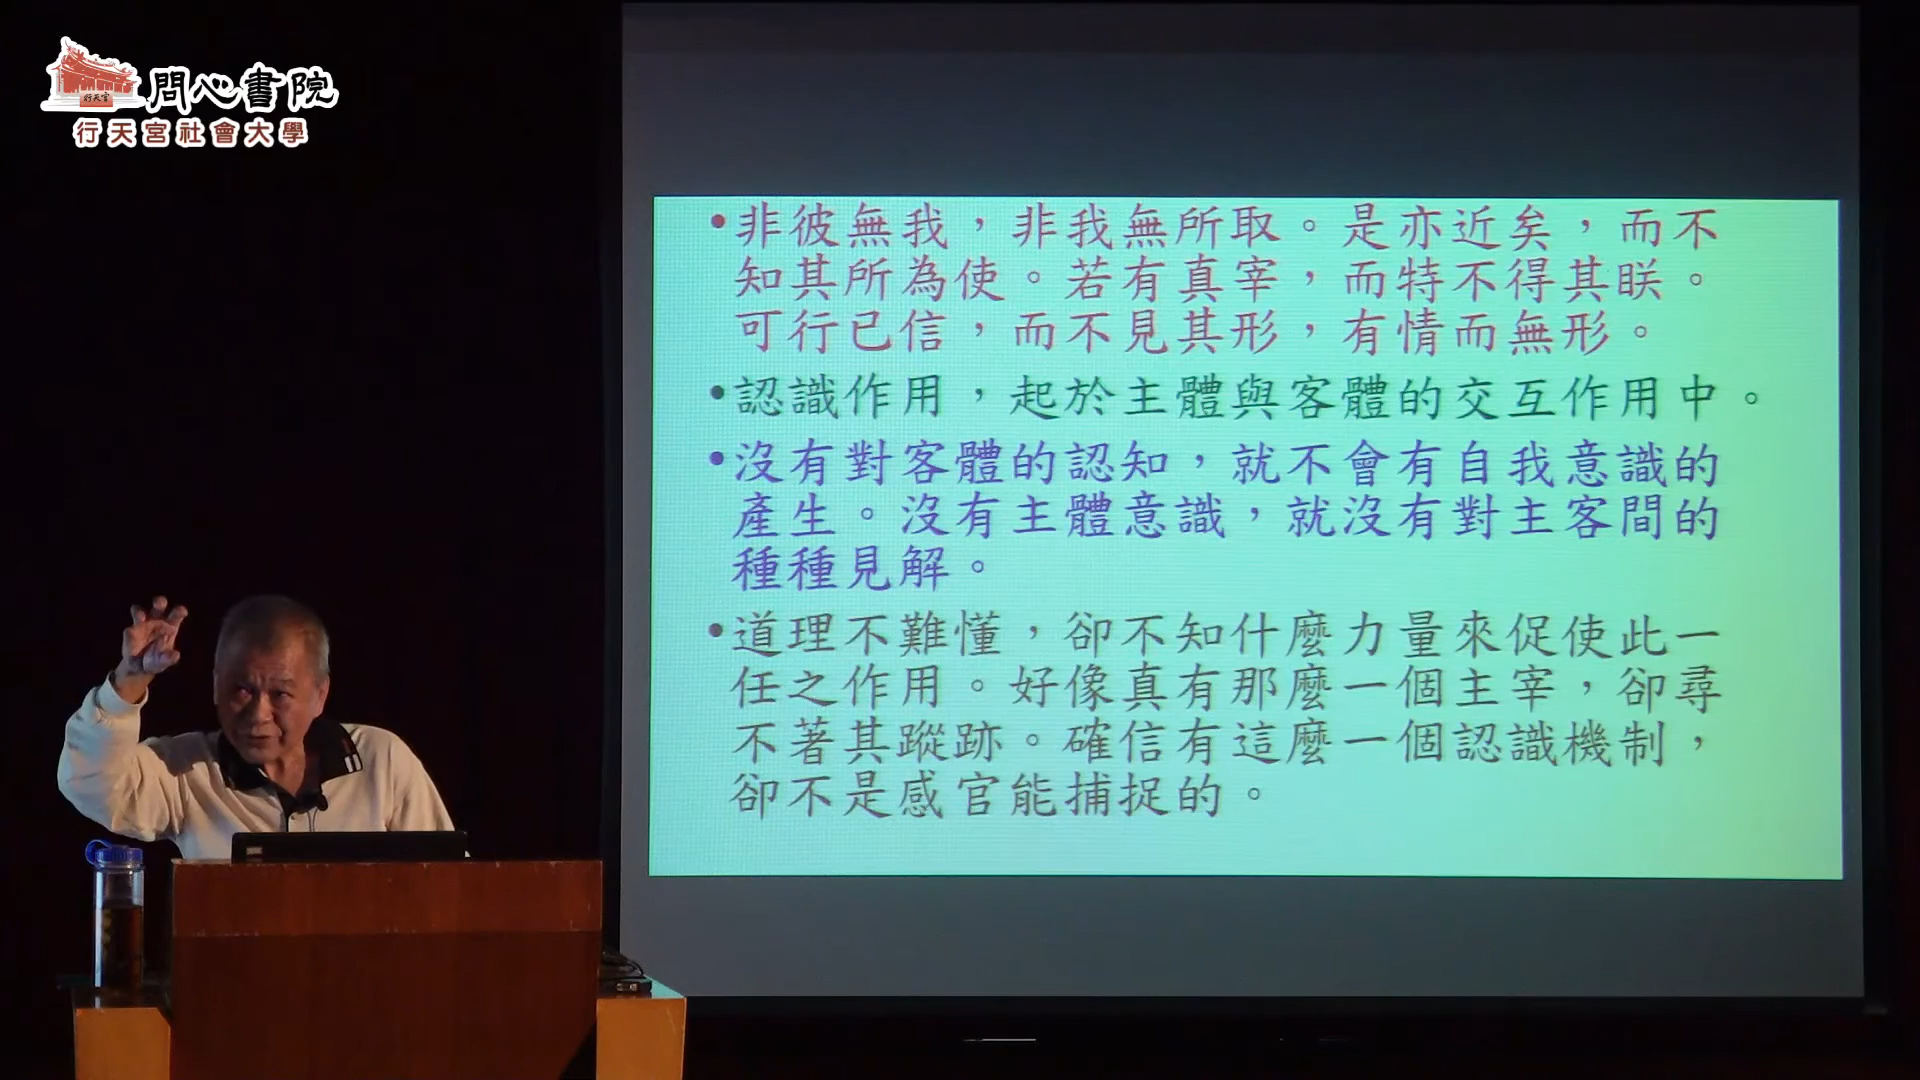 問心書院
行天宮社會大學
行天宮
•非彼無我，非我無所取。是亦近矣，而不
知其所為使。若有真宰，而特不得其眹。
可行已信，而不見其形，有情而無形。
•認識作用，起於主體與客體的交互作用中。
•沒有對客體的認知，就不會有自我意識的
產生。沒有主體意識，就沒有對主客間的
種種見解。
•道理不難懂，卻不知什麼力量來促使此一
任之作用。好像真有那麼一個主宰，卻尋
不著其蹤跡。確信有這麼一個認識機制，
卻不是感官能捕捉的。